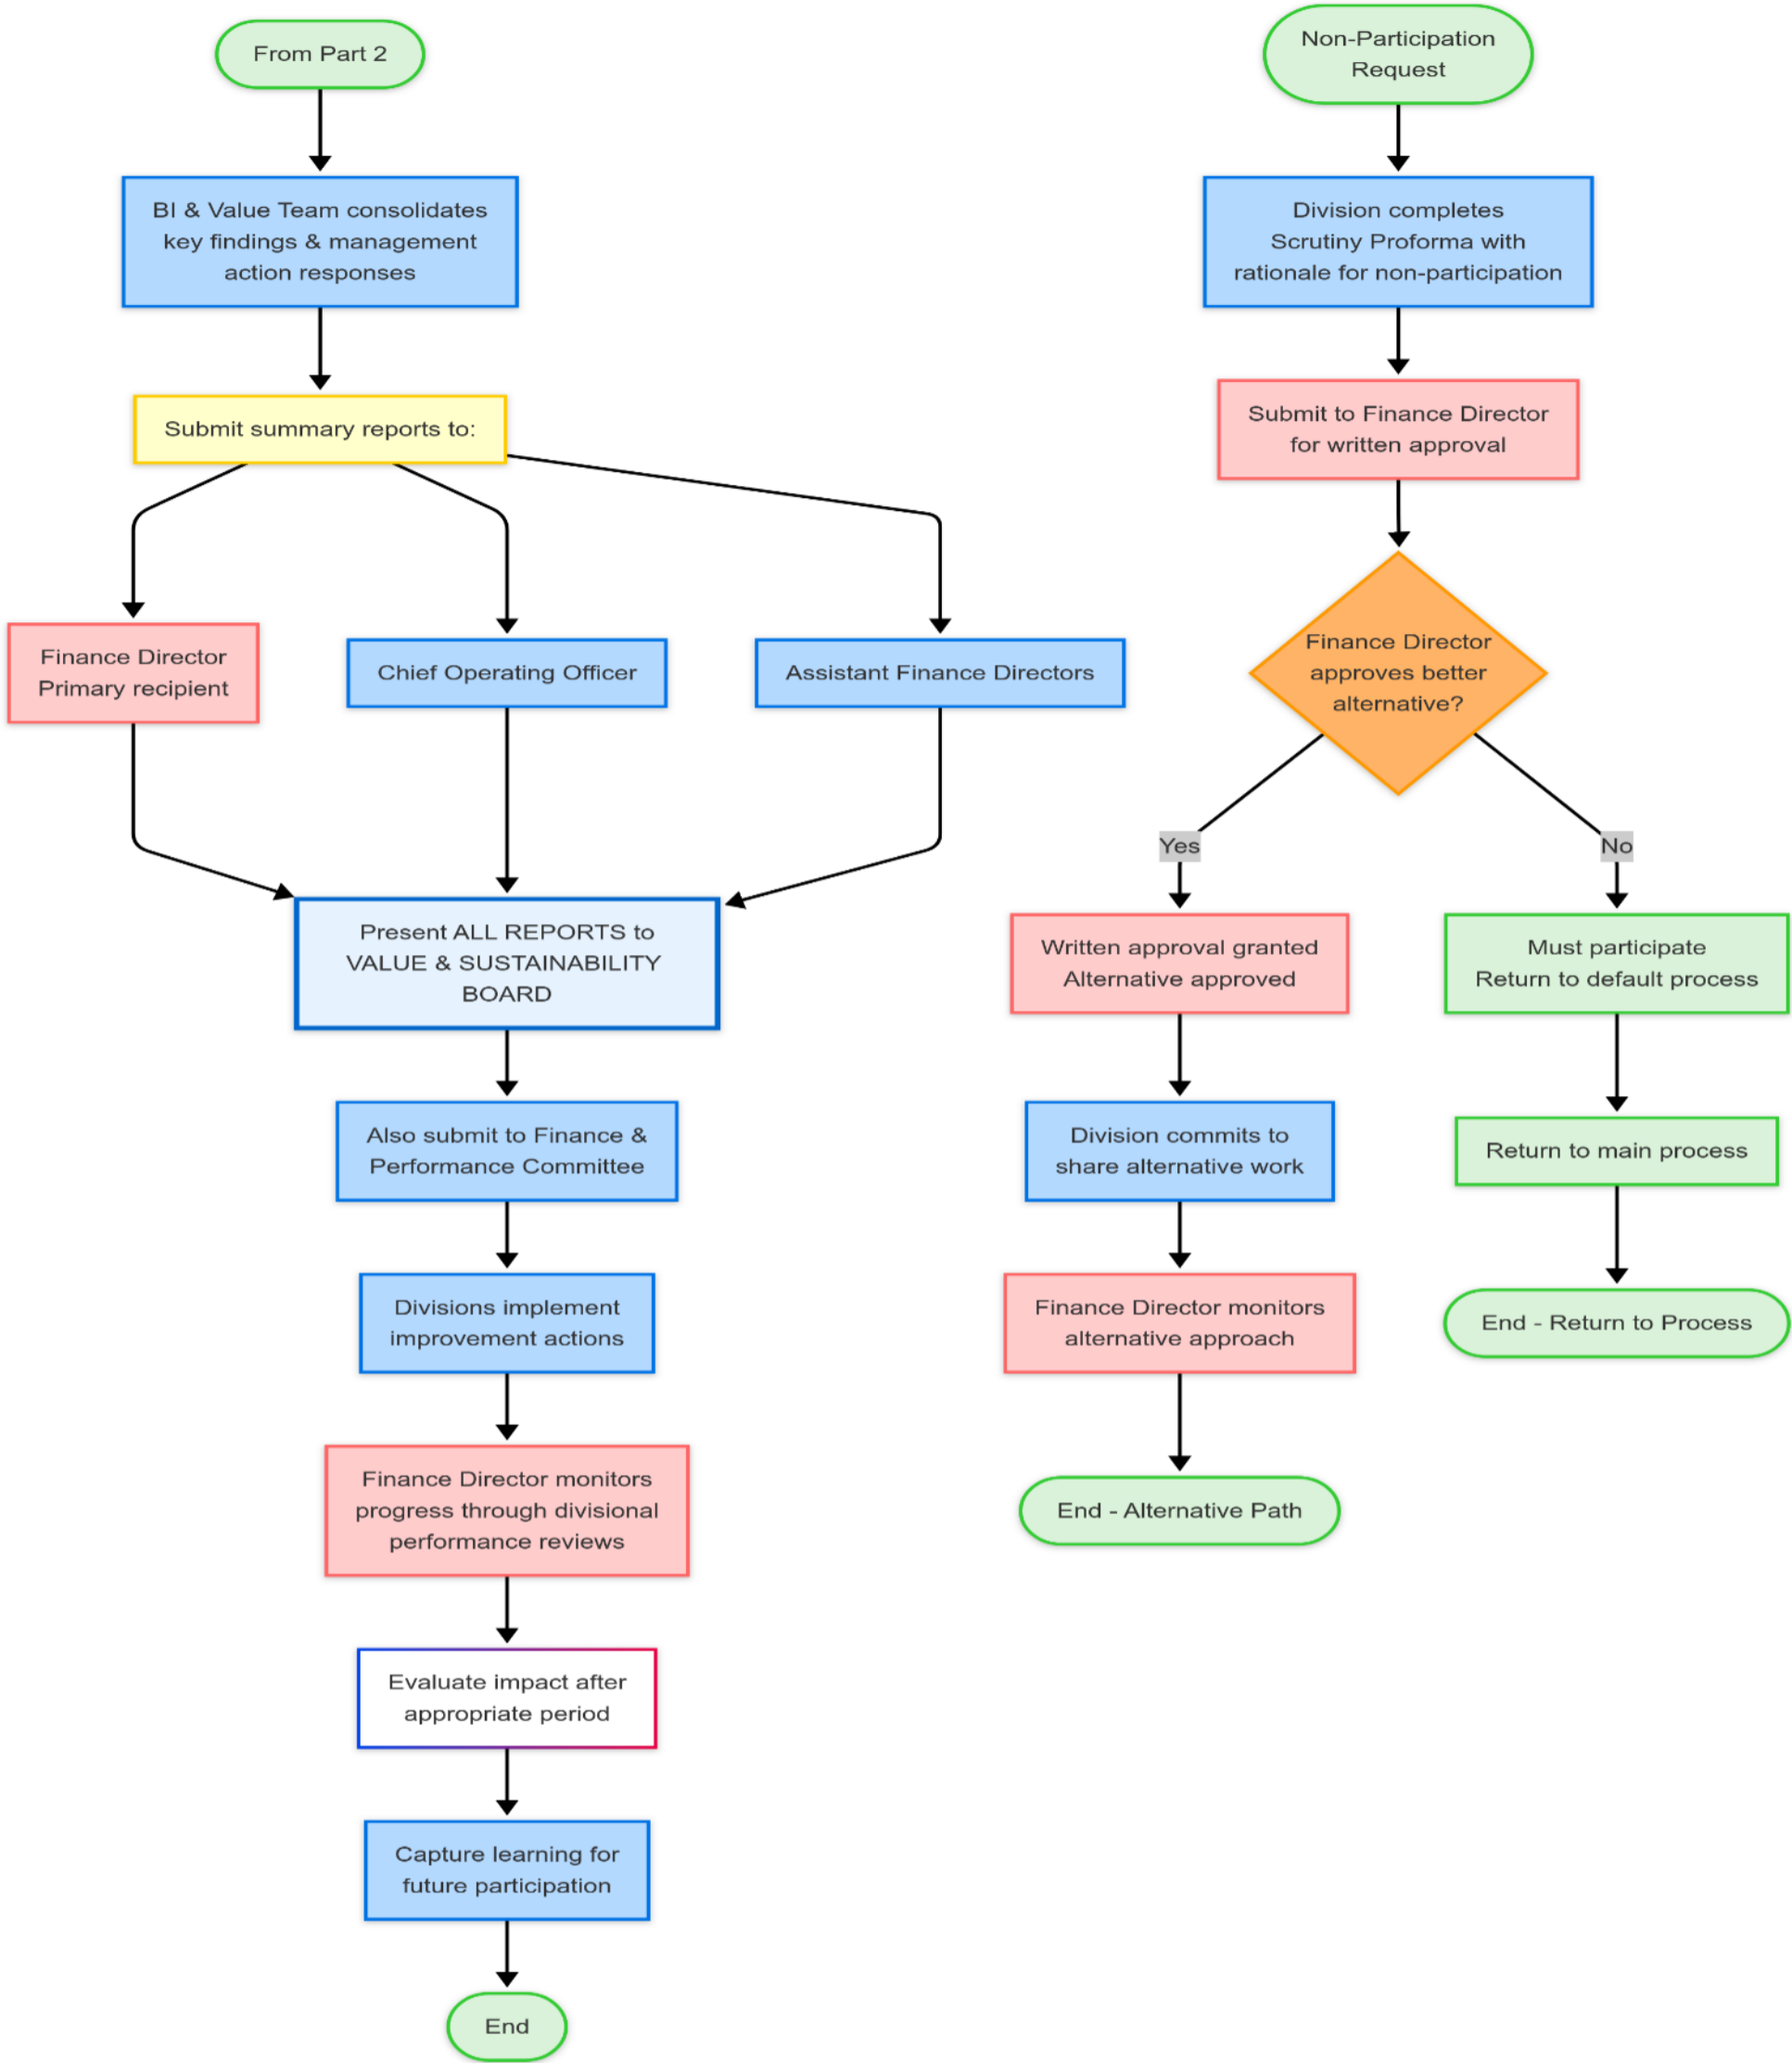 From Part 2
BI & Value Team consolidates
key findings & management
action responses
Submit summary reports to:
Finance Director
Primary recipient
Chief Operating Officer
Assistant Finance Directors
Present ALL REPORTS to
VALUE & SUSTAINABILITY
BOARD
Also submit to Finance &
Performance Committee
Divisions implement
improvement actions
Finance Director monitors
progress through divisional
performance reviews
Evaluate impact after
appropriate period
Capture learning for
future participation
End
Non-Participation
Request
Division completes
Scrutiny Proforma with
rationale for non-participation
Submit to Finance Director
for written approval
Finance Director
approves better
alternative?
Yes
No
Written approval granted
Alternative approved
Division commits to
share alternative work
Finance Director monitors
alternative approach
End - Alternative Path
Must participate
Return to default process
Return to main process
End - Return to Process